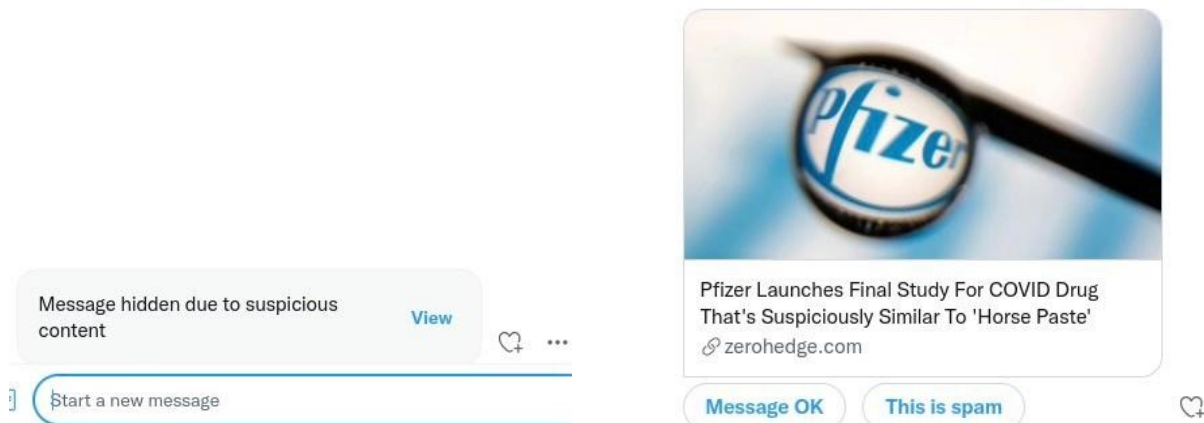 Message hidden due to suspicious
content
View
Start a new message
pfizer
Pfizer Launches Final Study For COVID Drug
That's Suspiciously Similar To 'Horse Paste'
zerohedge.com
Message OK
This is spam